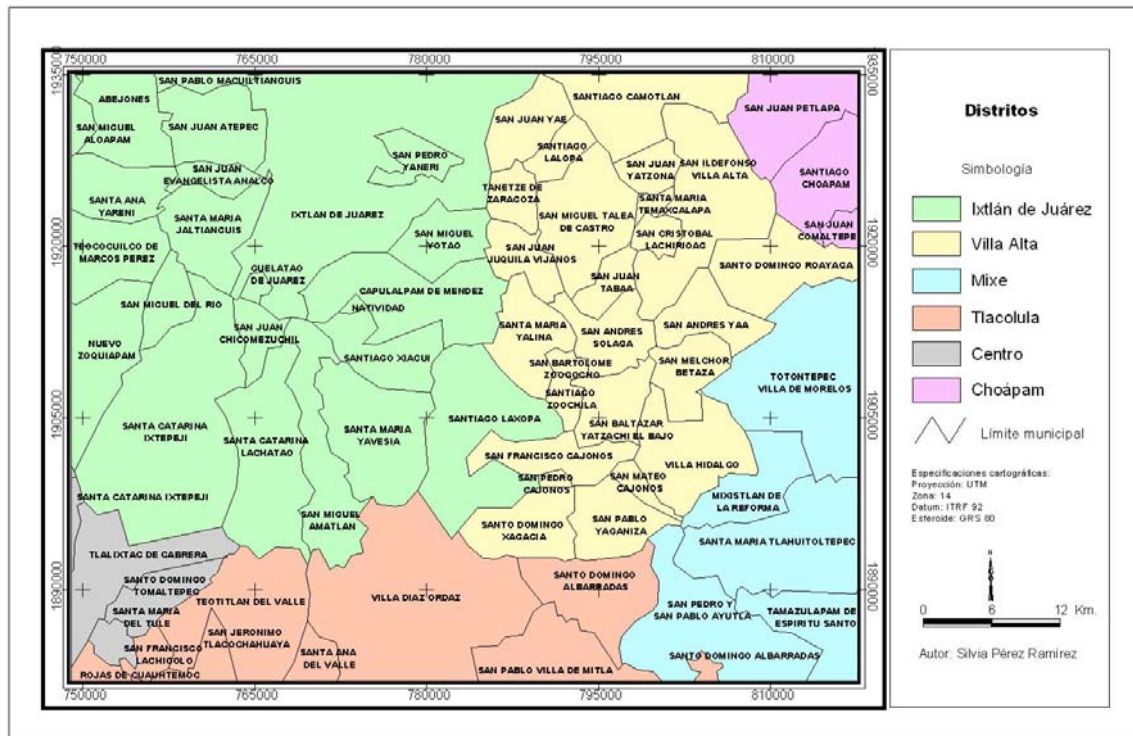 750000 765000 780000 795000 810000
1935000
1935000
SAN PABLO MACUILTIANGUIS
ABEJONES
SANTIAGO CAMOTLAN
SAN JUAN PETLAPA
SAN MIGUEL
ALOAPAM
SAN JUAN ATEPEC
SAN JUAN YAE
SANTIAGO
LALOPA
SAN PEDRO
YANERI
SAN JUAN
YATZONA
SAN ILDEFONSO
VILLA ALTA
SAN JUAN
EVANGELISTA ANALCO
SANTIAGO
CHOAPAM
TANETZE DE
ZARAGOZA
SANTA ANA
YARENI
SANTA MARIA
JALTIANGUIS
IXTLAN DE JUAREZ
SANTA MARIA
TEMAXCALAPA
SAN MIGUEL TALEA
DE CASTRO
SAN JUAN
COMALTEPE
SAN MIGUEL
YOTAO
SAN CRISTOBAL
LACHIRIOAG
1920000
1920000
TEOCOCUILCO DE
MARCOS PEREZ
SAN JUAN
JUQUILA VIJANOS
SANTO DOMINGO ROAYAGA
GUELATAO
DE JUAREZ
SAN JUAN
TABAA
CAPULALPAM DE MENDEZ
SAN MIGUEL DEL RIO
NATIVIDAD
SAN JUAN
CHICOMEZUCHIL
SANTA MARIA
YALINA
SAN ANDRES
SOLAGA
SAN ANDRES YAA
NUEVO
ZOQUIAPAM
SANTIAGO XIACUI
SAN BARTOLOME
ZOOGOCHO
SAN MELCHOR
BETAZA
TOTONTEPEC
VILLA DE MORELOS
SANTIAGO
ZOOCHILA
1905000
1905000
SANTA CATARINA
IXTEPEJI
SANTA CATARINA
LACHATAO
SANTA MARIA
YAVESIA
SANTIAGO LAXOPA
SAN BALTAZAR
YATZACHI EL BAJO
SAN FRANCISCO CAJONOS
VILLA HIDALGO
SAN PEDRO
CAJONOS
SAN MATEO
CAJONOS
SANTA CATARINA IXTEPEJI
MIXISTLAN DE
LA REFORMA
SAN MIGUEL
AMATLAN
SANTO DOMINGO
XAGACIA
SAN PABLO
YAGANIZA
SANTA MARIA TLAHUITOLTEPEC
TLALIXTAC DE CABRERA
1890000
1890000
SANTO DOMINGO
TOMALTEPEC
TEOTITLAN DEL VALLE
VILLA DIAZ ORDAZ
SANTO DOMINGO
ALBARRADAS
SANTA MARIA
DEL TULE
SAN PEDRO Y
SAN PABLO AYUTLA
TAMAZULAPAM DE
ESPIRITU SANTO
SAN JERONIMO
TLACOCHAHUAYA
SAN FRANCISCO
LACHIGOLO
SANTA ANA
DEL VALLE
SANTO DOMINGO ALBARRADAS
SAN PABLO VILLA DE MITLA
ROJAS DE CUAUHTEMOC
750000 765000 780000 795000 810000
Distritos
Simbología
Ixtlán de Juárez
Villa Alta
Mixe
Tlacolula
Centro
Choápam
Límite municipal
Especificaciones cartográficas:
Proyección: UTM
Zona: 14
Datum: ITRF 92
Esferoide: GRS 80
0 6 12 Km.
Autor: Silvia Pérez Ramírez